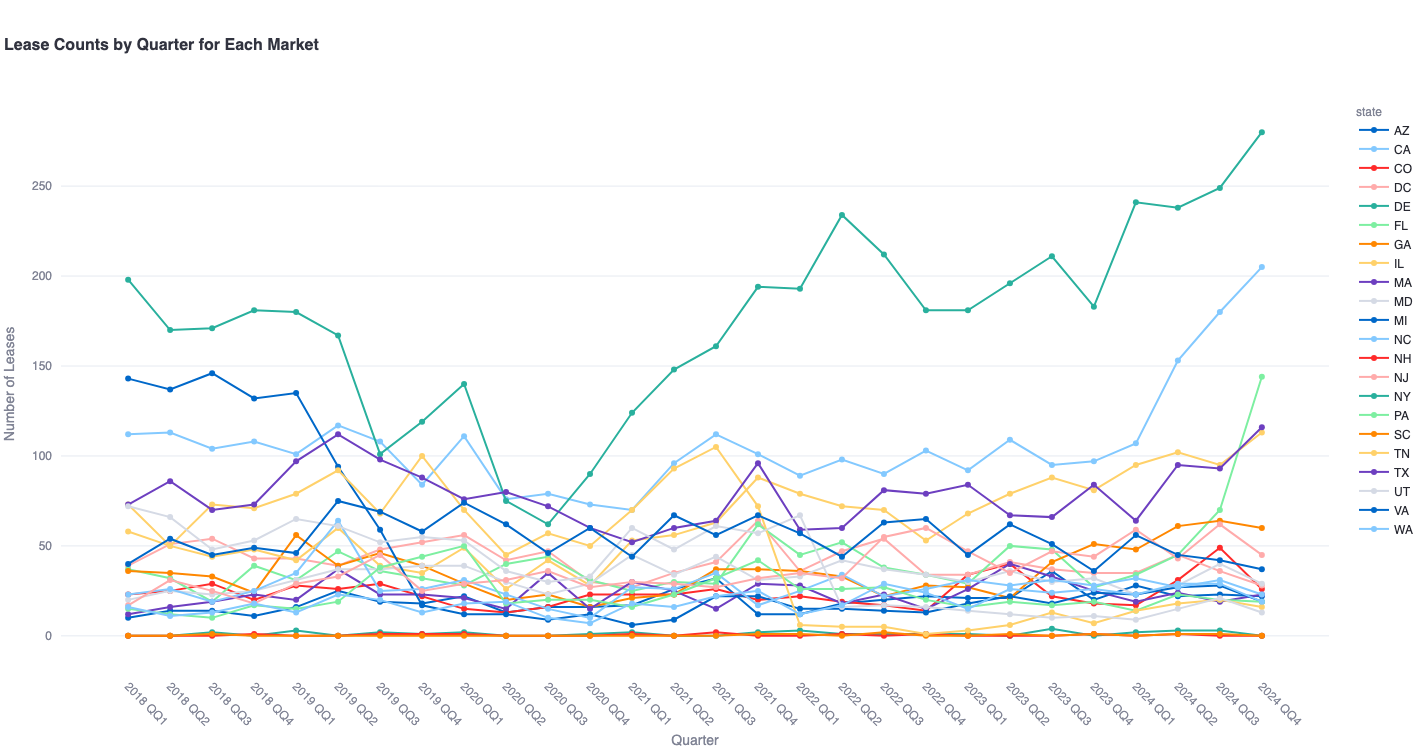 Lease Counts by Quarter for Each Market
state
AZ
CA
CO
DC
DE
FL
GA
IL
MA
MD
MI
NC
NH
NJ
NY
PA
SC
TN
TX
UT
VA
WA
Number of Leases
250
200
150
100
50
0
2018 QQ1
2018 QQ2
2018 QQ3
2018 QQ4
2019 QQ1
2019 QQ2
2019 QQ3
2019 QQ4
2020 QQ1
2020 QQ2
2020 QQ3
2020 QQ4
2021 QQ1
2021 QQ2
2021 QQ3
2021 QQ4
2022 QQ1
2022 QQ2
2022 QQ3
2022 QQ4
2023 QQ1
2023 QQ2
2023 QQ3
2023 QQ4
2024 QQ1
2024 QQ2
2024 QQ3
2024 QQ4
Quarter